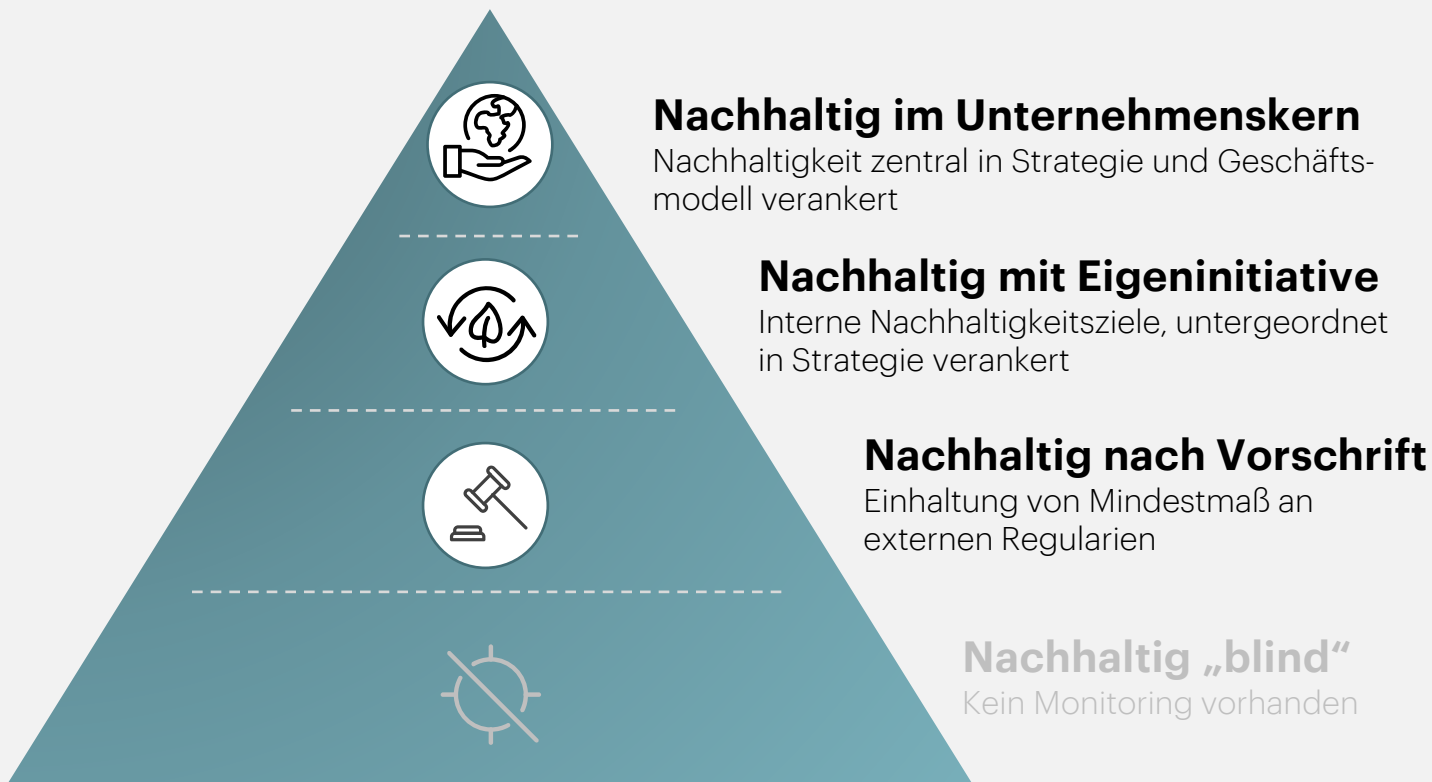 Nachhaltig im Unternehmenskern
Nachhaltigkeit zentral in Strategie und Geschäfts-
modell verankert
Nachhaltig mit Eigeninitiative
Interne Nachhaltigkeitsziele, untergeordnet
in Strategie verankert
Nachhaltig nach Vorschrift
Einhaltung von Mindestmaß an
externen Regularien
Nachhaltig „blind“
Kein Monitoring vorhanden